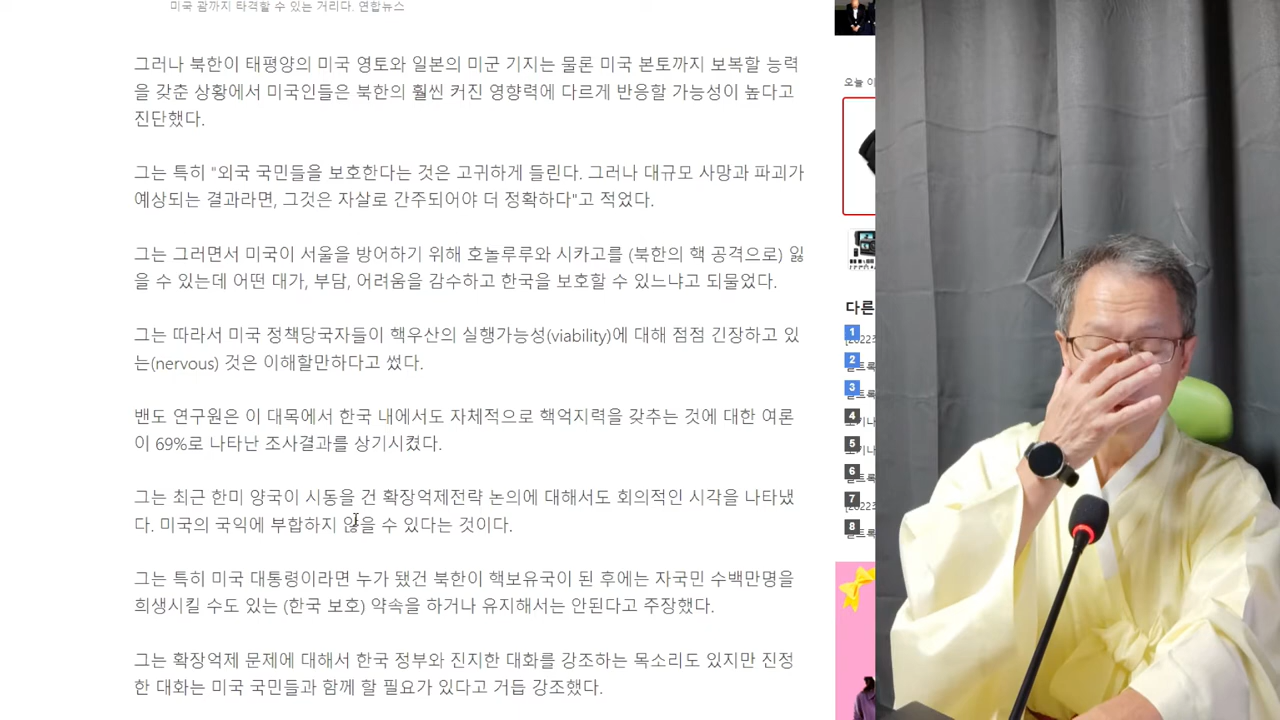 미국 괌까지 타격할 수 있는 거리다. 연합뉴스
그러나 북한이 태평양의 미국 영토와 일본의 미군 기지는 물론 미국 본토까지 보복할 능력
을 갖춘 상황에서 미국인들은 북한의 훨씬 커진 영향력에 다르게 반응할 가능성이 높다고
진단했다.
그는 특히 "외국 국민들을 보호한다는 것은 고귀하게 들린다. 그러나 대규모 사망과 파괴가
예상되는 결과라면, 그것은 자살로 간주되어야 더 정확하다"고 적었다.
그는 그러면서 미국이 서울을 방어하기 위해 호놀루루와 시카고를 (북한의 핵 공격으로) 잃
을 수 있는데 어떤 대가, 부담, 어려움을 감수하고 한국을 보호할 수 있느냐고 되물었다.
그는 따라서 미국 정책당국자들이 핵우산의 실행가능성(viability)에 대해 점점 긴장하고 있
는(nervous) 것은 이해할만하다고 썼다.
밴도 연구원은 이 대목에서 한국 내에서도 자체적으로 핵억지력을 갖추는 것에 대한 여론
이 69%로 나타난 조사결과를 상기시켰다.
그는 최근 한미 양국이 시동을 건 확장억제전략 논의에 대해서도 회의적인 시각을 나타냈
다. 미국의 국익에 부합하지 않을 수 있다는 것이다.
그는 특히 미국 대통령이라면 누가 됐건 북한이 핵보유국이 된 후에는 자국민 수백만명을
희생시킬 수도 있는 (한국 보호) 약속을 하거나 유지해서는 안된다고 주장했다.
그는 확장억제 문제에 대해서 한국 정부와 진지한 대화를 강조하는 목소리도 있지만 진정
한 대화는 미국 국민들과 함께 할 필요가 있다고 거듭 강조했다.
오늘 이
다른
1
[2022
2
3
4
5
6
7
[2022
8